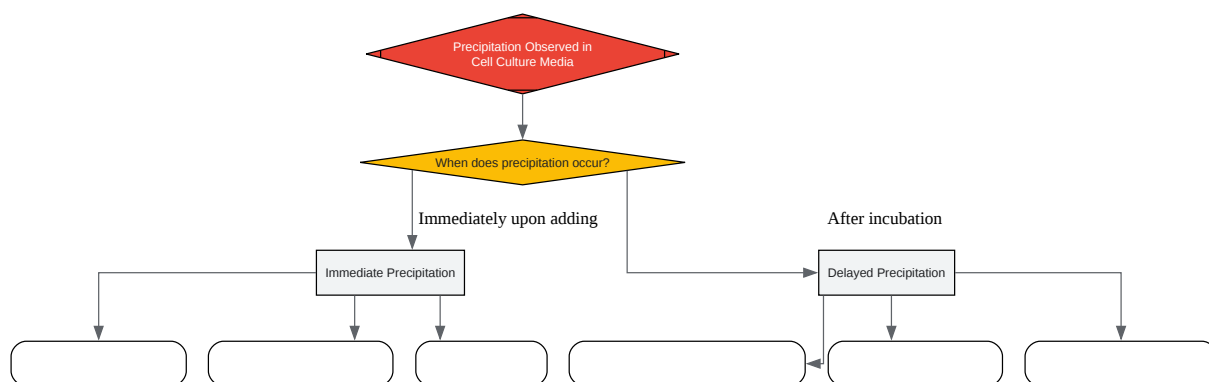 Precipitation Observed in
Cell Culture Media
When does precipitation occur?
Immediately upon adding
After incubation
Immediate Precipitation
Delayed Precipitation